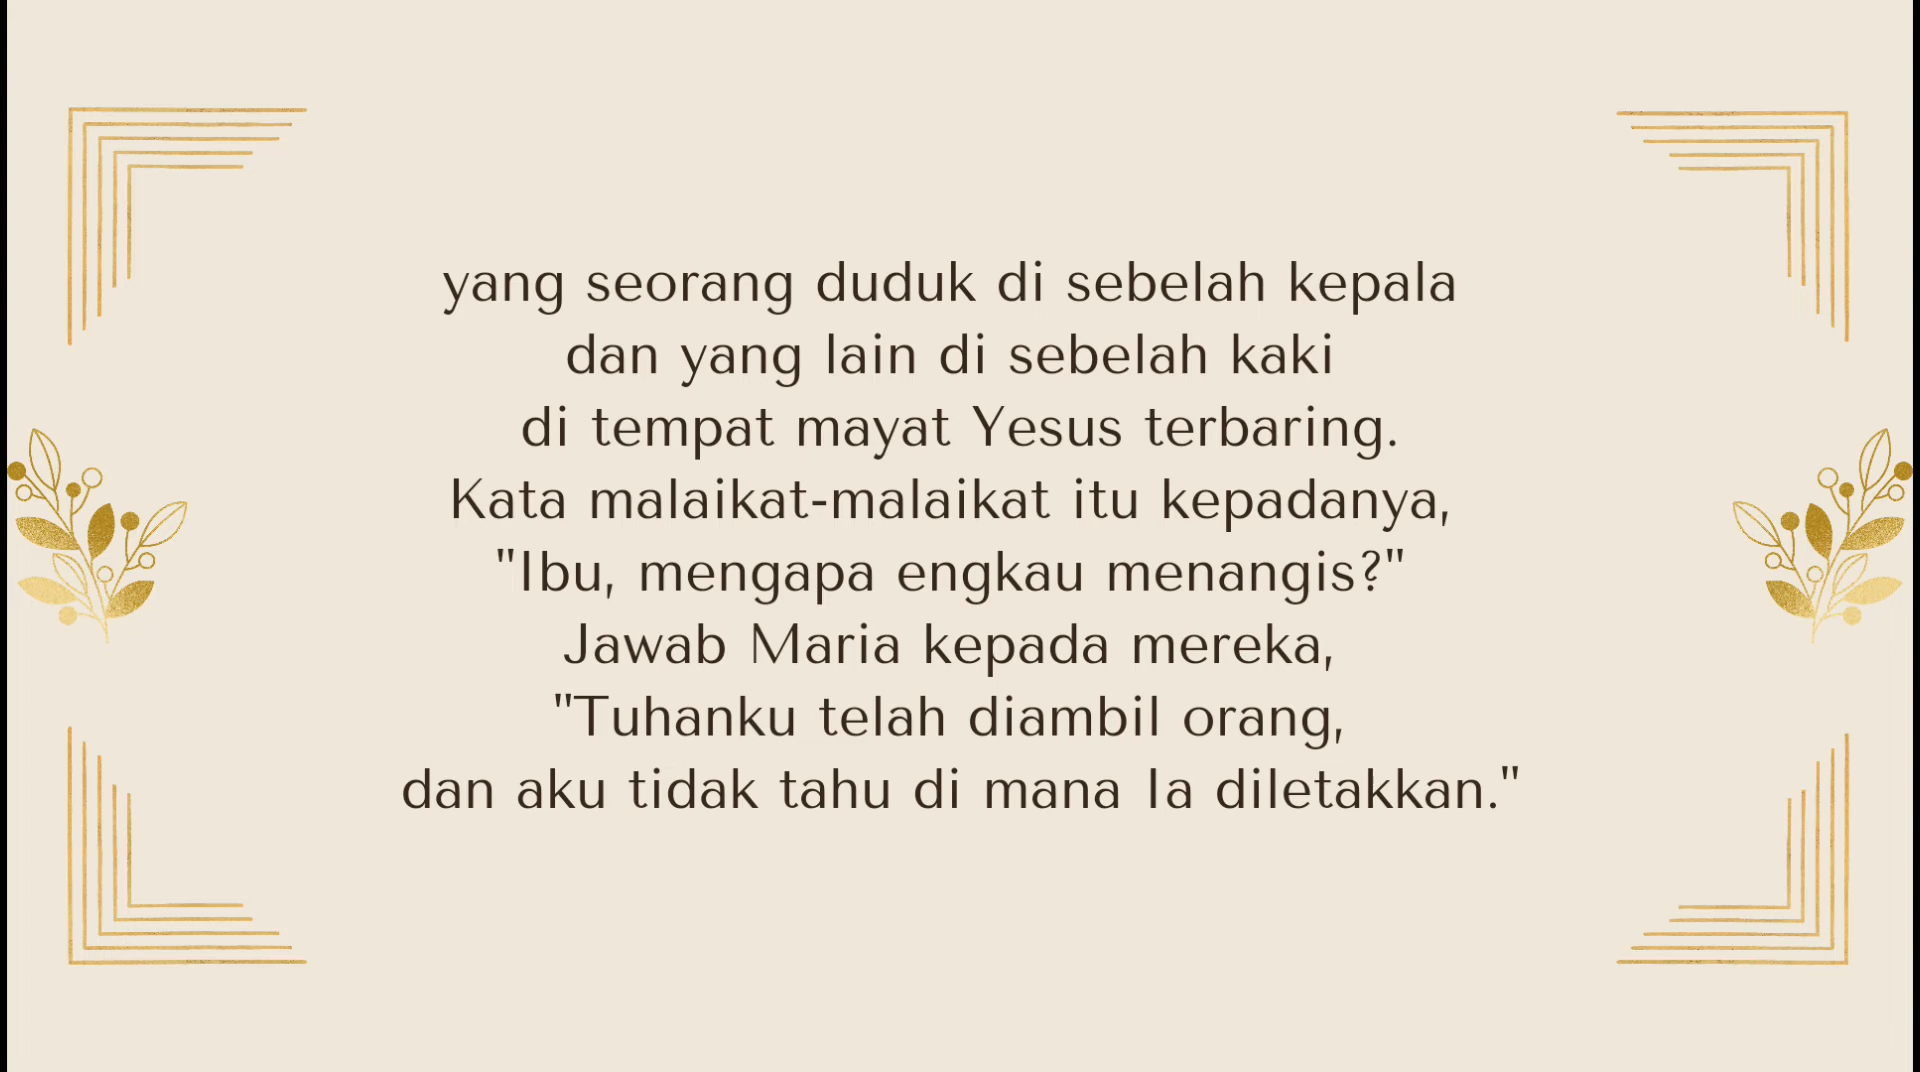 yang seorang duduk di sebelah kepala
dan yang lain di sebelah kaki
di tempat mayat Yesus terbaring.
Kata malaikat-malaikat itu kepadanya,
"Ibu, mengapa engkau menangis?"
Jawab Maria kepada mereka,
"Tuhanku telah diambil orang,
dan aku tidak tahu di mana Ia diletakkan."